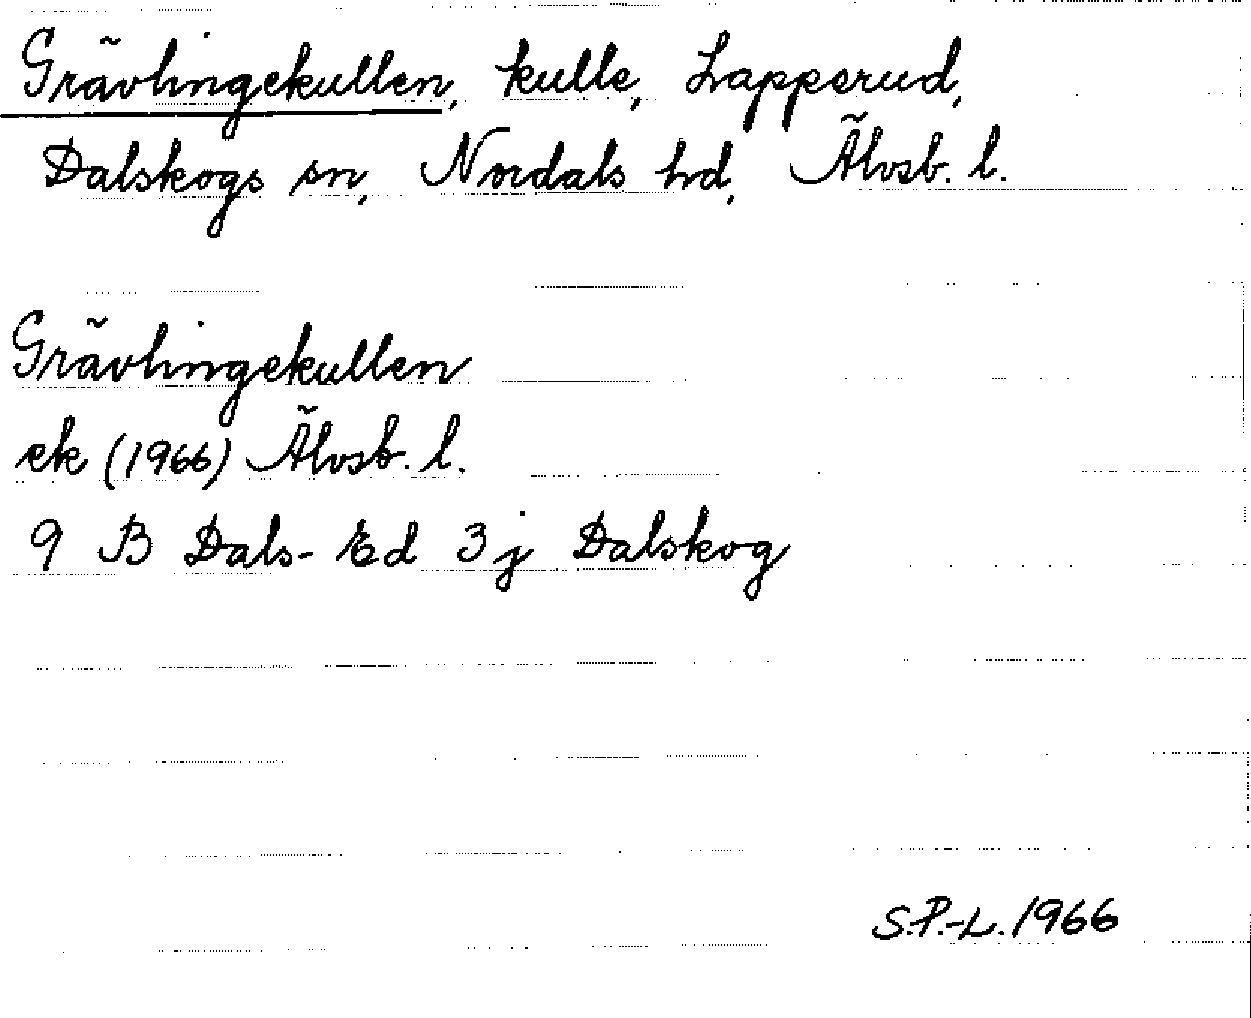 Grävlingekullen, kulle, Lapperud,
Dalskogs sn, Nordals hd, Älvsb. l.
Grävlingekullen
ek (1966) Älvsb. l.
9 B Dals-Ed 3 j Dalskog
S.P.-L. 1966